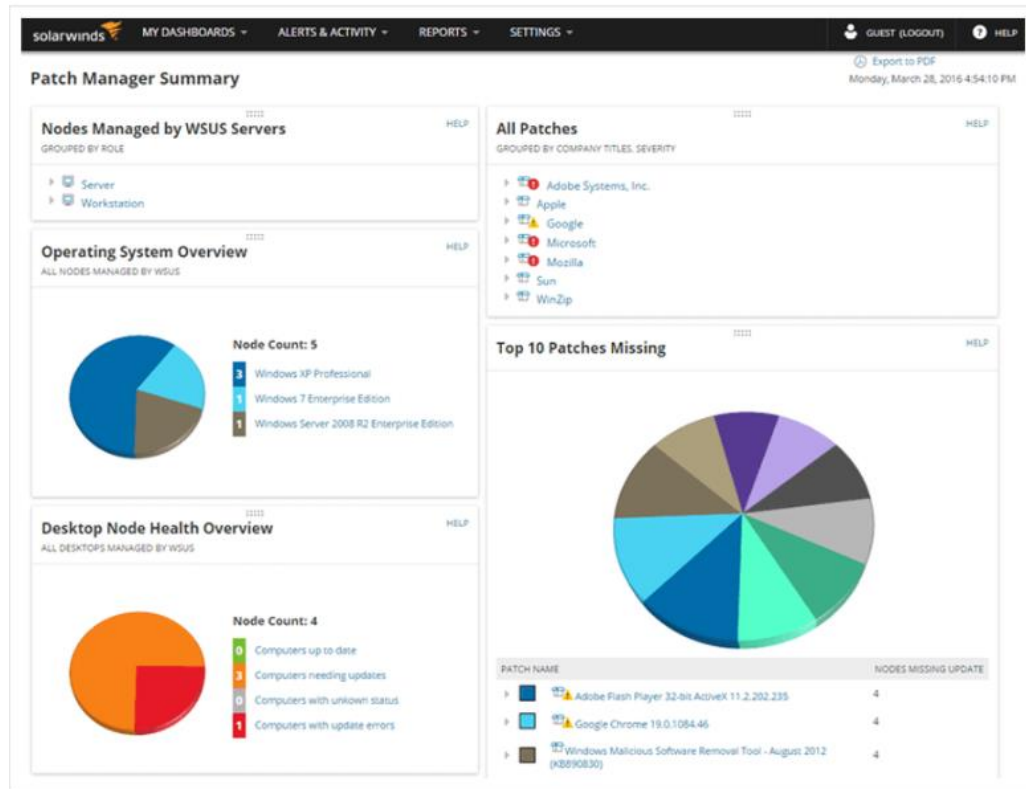 solarwinds
MY DASHBOARDS
ALERTS & ACTIVITY
REPORTS
SETTINGS
GUEST (LOGOUT)
? HELP
Patch Manager Summary
Export to PDF
Monday, March 28, 2016 4:54:10 PM
Nodes Managed by WSUS Servers
HELP
GROUPED BY ROLE
Server
Workstation
Operating System Overview
HELP
ALL NODES MANAGED BY WSUS
Node Count: 5
3 Windows XP Professional
1 Windows 7 Enterprise Edition
1 Windows Server 2008 R2 Enterprise Edition
Desktop Node Health Overview
HELP
ALL DESKTOPS MANAGED BY WSUS
Node Count: 4
0 Computers up to date
3 Computers needing updates
0 Computers with unkown status
1 Computers with update errors
All Patches
HELP
GROUPED BY COMPANY TITLES, SEVERITY
Adobe Systems, Inc.
Apple
Google
Microsoft
Mozilla
Sun
WinZip
Top 10 Patches Missing
HELP
PATCH NAME NODES MISSING UPDATE
Adobe Flash Player 32-bit ActiveX 11.2.202.235 4
Google Chrome 19.0.1084.46 4
Windows Malicious Software Removal Tool - August 2012
(KB890830) 4